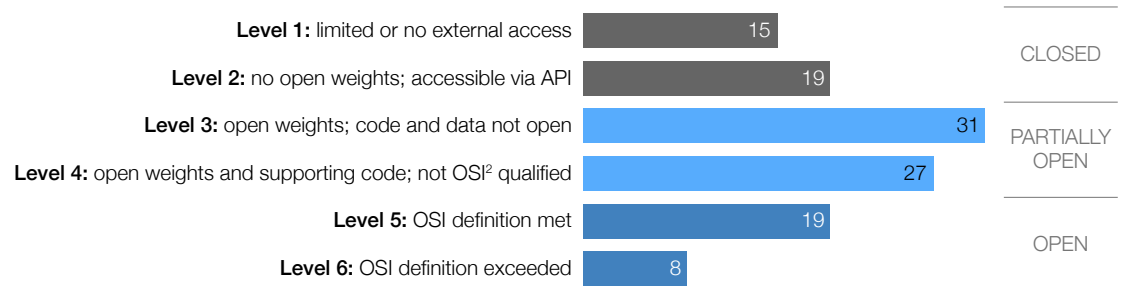 Level 1: limited or no external access
15
CLOSED
Level 2: no open weights; accessible via API
19
Level 3: open weights; code and data not open
31
PARTIALLY
OPEN
Level 4: open weights and supporting code; not OSI² qualified
27
Level 5: OSI definition met
19
OPEN
Level 6: OSI definition exceeded
8